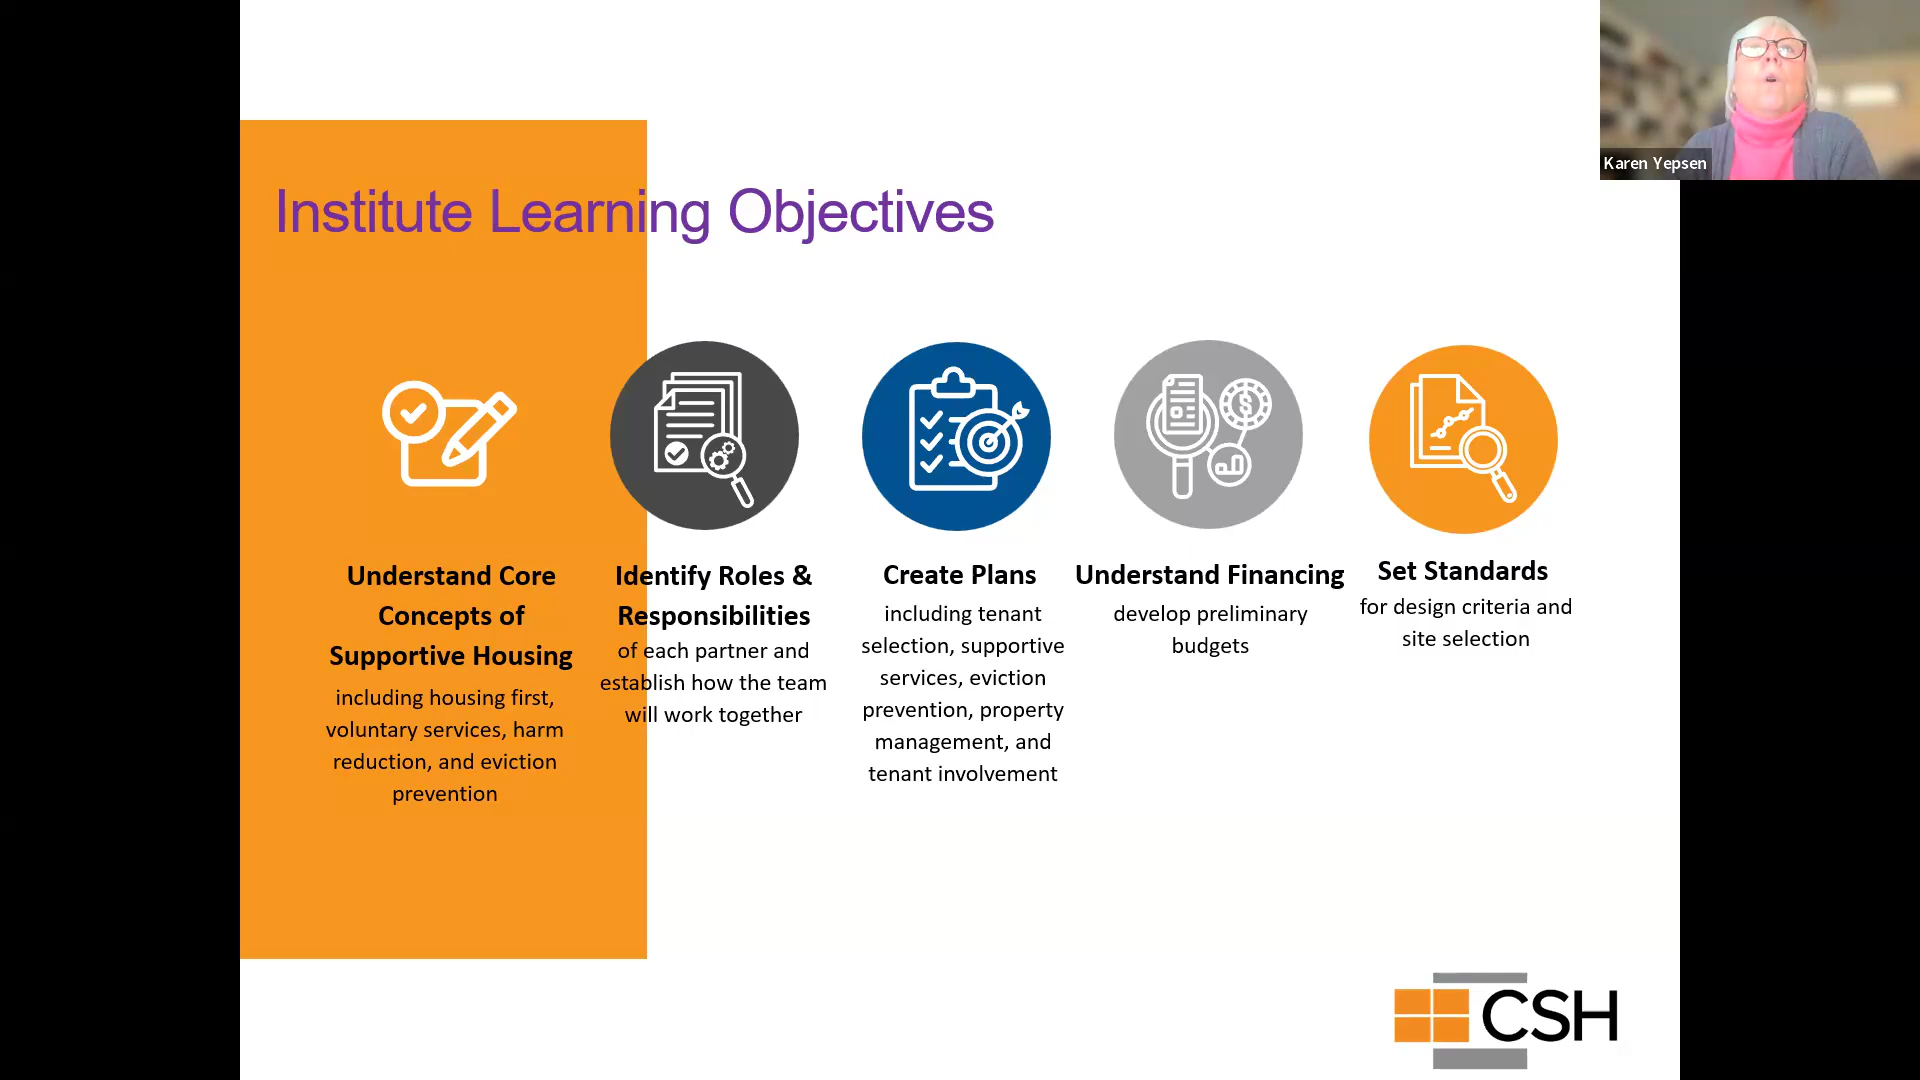 Karen Yepsen
Institute Learning Objectives
Understand Core
Concepts of
Supportive Housing
including housing first,
voluntary services, harm
reduction, and eviction
prevention
Identify Roles &
Responsibilities
of each partner and
establish how the team
will work together
Create Plans
including tenant
selection, supportive
services, eviction
prevention, property
management, and
tenant involvement
Understand Financing
develop preliminary
budgets
Set Standards
for design criteria and
site selection
CSH